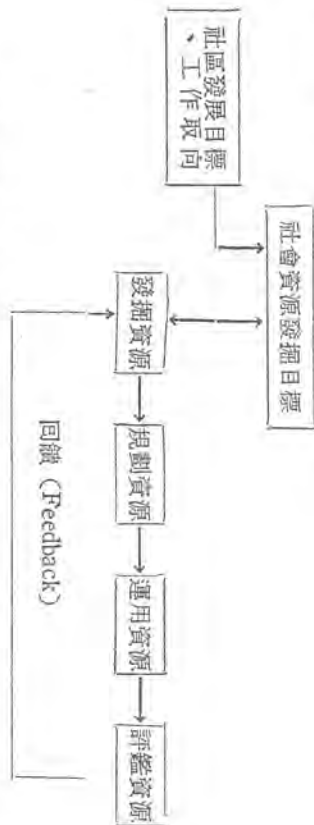 社區發展目標
、工作取向
社會資源發掘目標
發掘資源
規劃資源
運用資源
評鑑資源
回饋（Feedback）